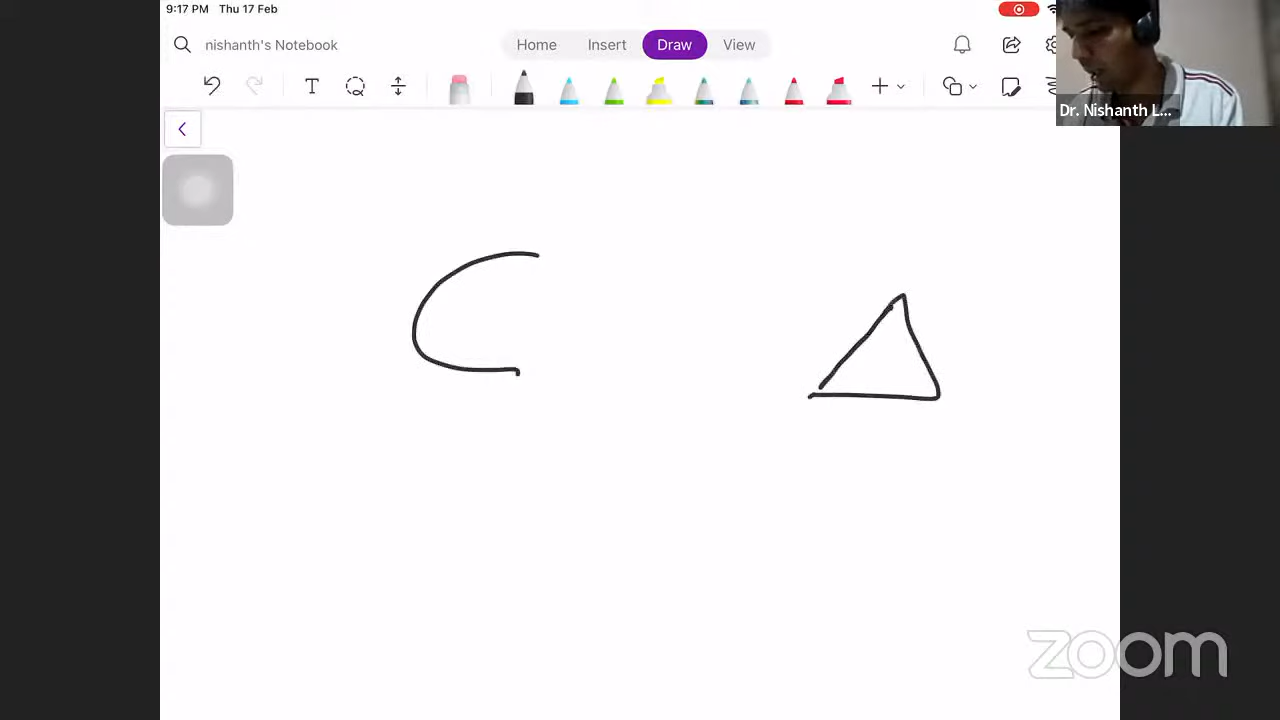 9:17 PM Thu 17 Feb
nishanth's Notebook
Home Insert Draw View
T
Dr. Nishanth L...
C
zoom